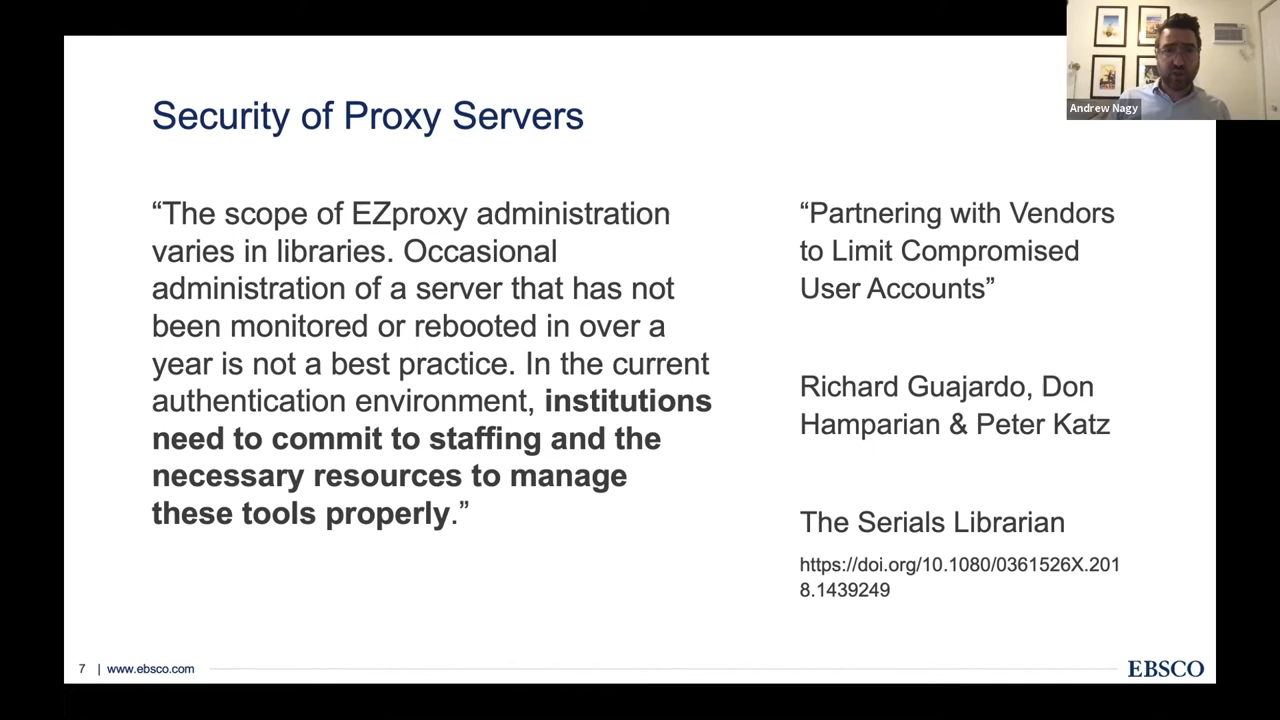 Security of Proxy Servers
“The scope of EZproxy administration
varies in libraries. Occasional
administration of a server that has not
been monitored or rebooted in over a
year is not a best practice. In the current
authentication environment, institutions
need to commit to staffing and the
necessary resources to manage
these tools properly.”
“Partnering with Vendors
to Limit Compromised
User Accounts”
Richard Guajardo, Don
Hamparian & Peter Katz
The Serials Librarian
https://doi.org/10.1080/0361526X.201
8.1439249
7 | www.ebsco.com
EBSCO
Andrew Nagy